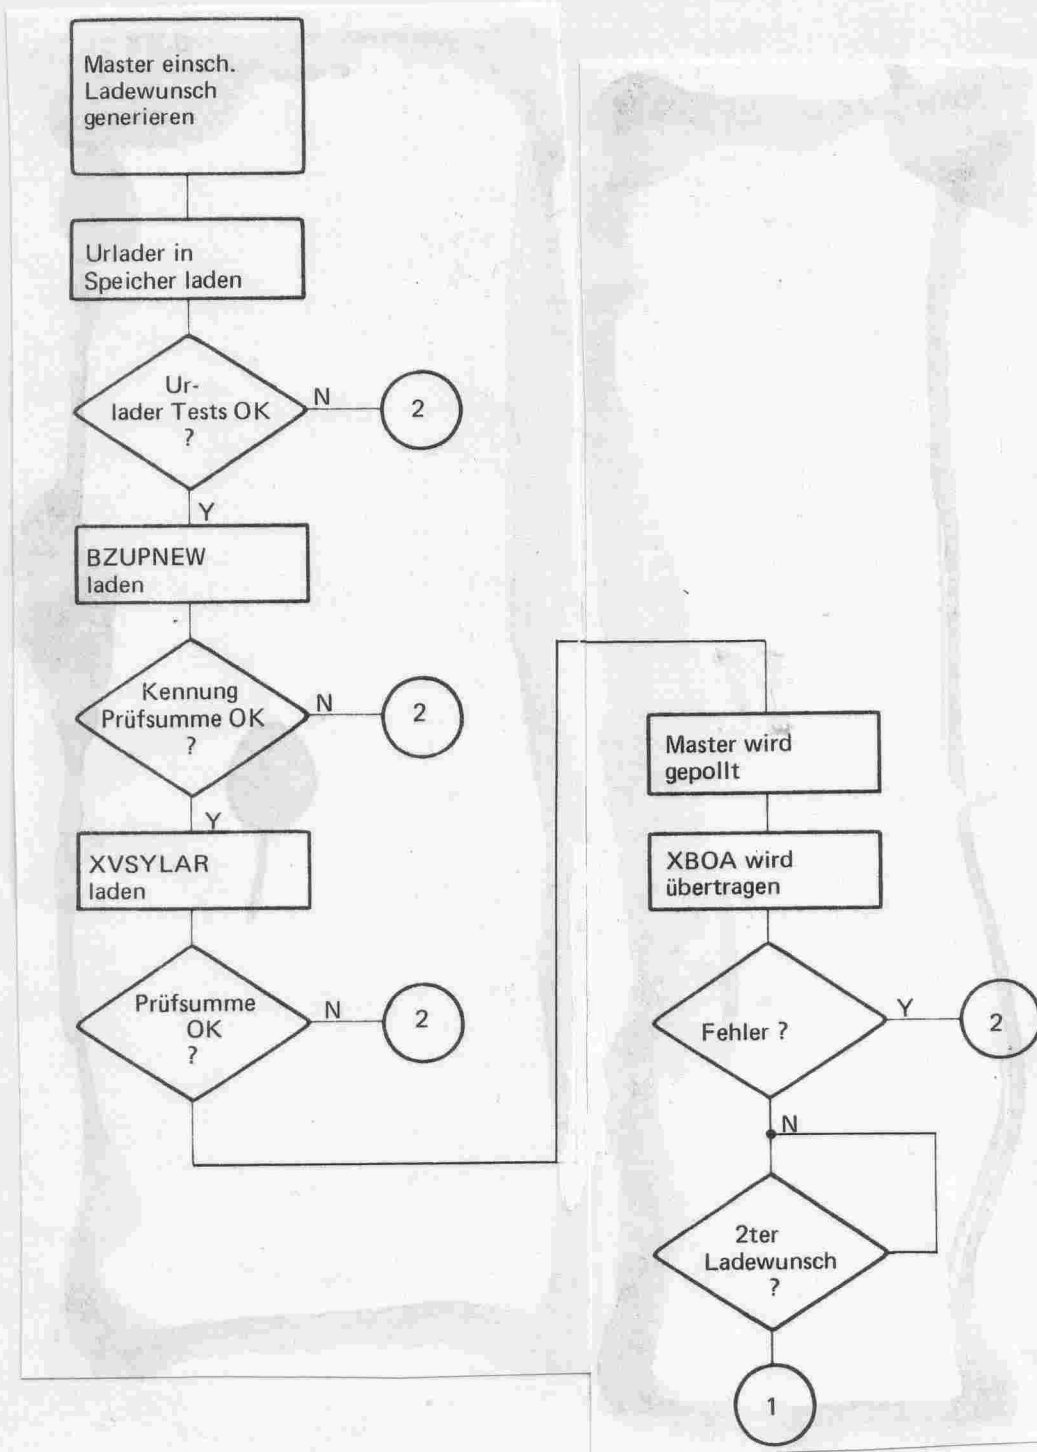 Master einsch.
Ladewunsch
generieren
Urlader in
Speicher laden
Ur-
lader Tests OK
?
N
2
Y
BZUPNEW
laden
Kennung
Prüfsumme OK
?
N
2
Y
XVSYLAR
laden
Prüfsumme
OK
?
N
2
Master wird
gepollt
XBOA wird
übertragen
Fehler ?
Y
2
N
2ter
Ladewunsch
?
1